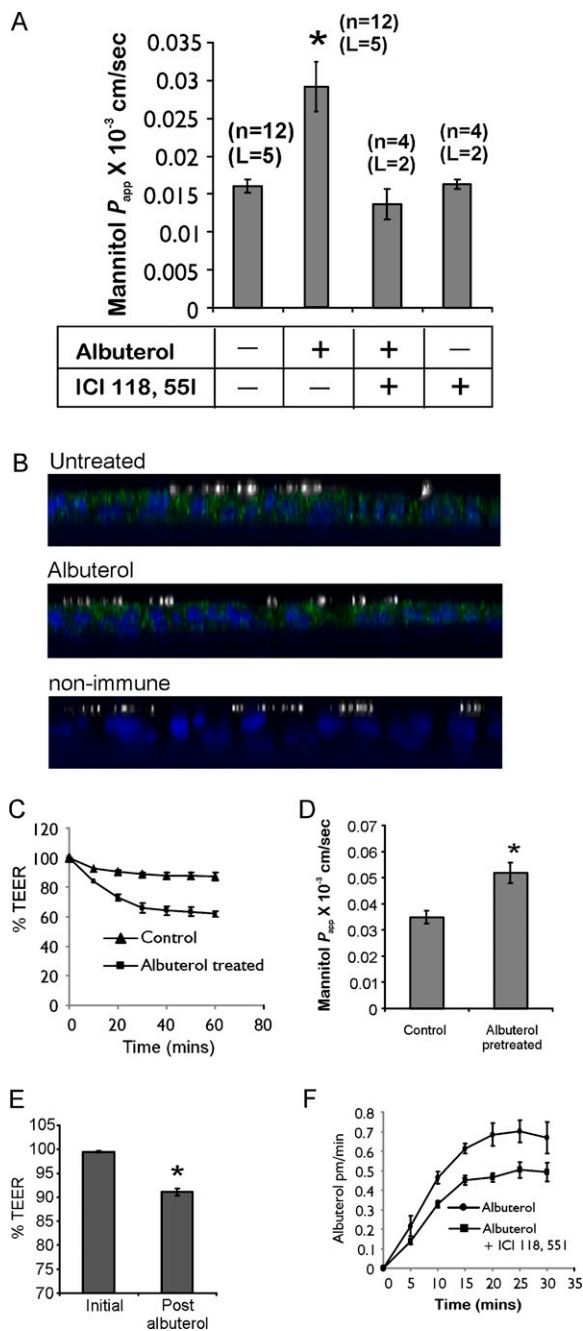 A
Mannitol Papp X 10-3 cm/sec
0.035
0.03
0.025
0.02
0.015
0.01
0.005
0
(n=12)
(L=5)
*
(n=12)
(L=5)
(n=4)
(L=2)
(n=4)
(L=2)
Albuterol — + + —
ICI 118, 55I — — + +
B
Untreated
Albuterol
non-immune
C
% TEER
120
100
80
60
40
20
0
Control
Albuterol treated
0 20 40 60 80
Time (mins)
D
Mannitol Papp X 10-3 cm/sec
0.07
0.06
0.05
0.04
0.03
0.02
0.01
0
*
Control
Albuterol
pretreated
E
% TEER
105
100
95
90
85
80
75
70
*
Initial
Post
albuterol
F
Albuterol pm/min
0.8
0.7
0.6
0.5
0.4
0.3
0.2
0.1
0
Albuterol
Albuterol
+ ICI 118, 55I
0 5 10 15 20 25 30 35
Time (mins)